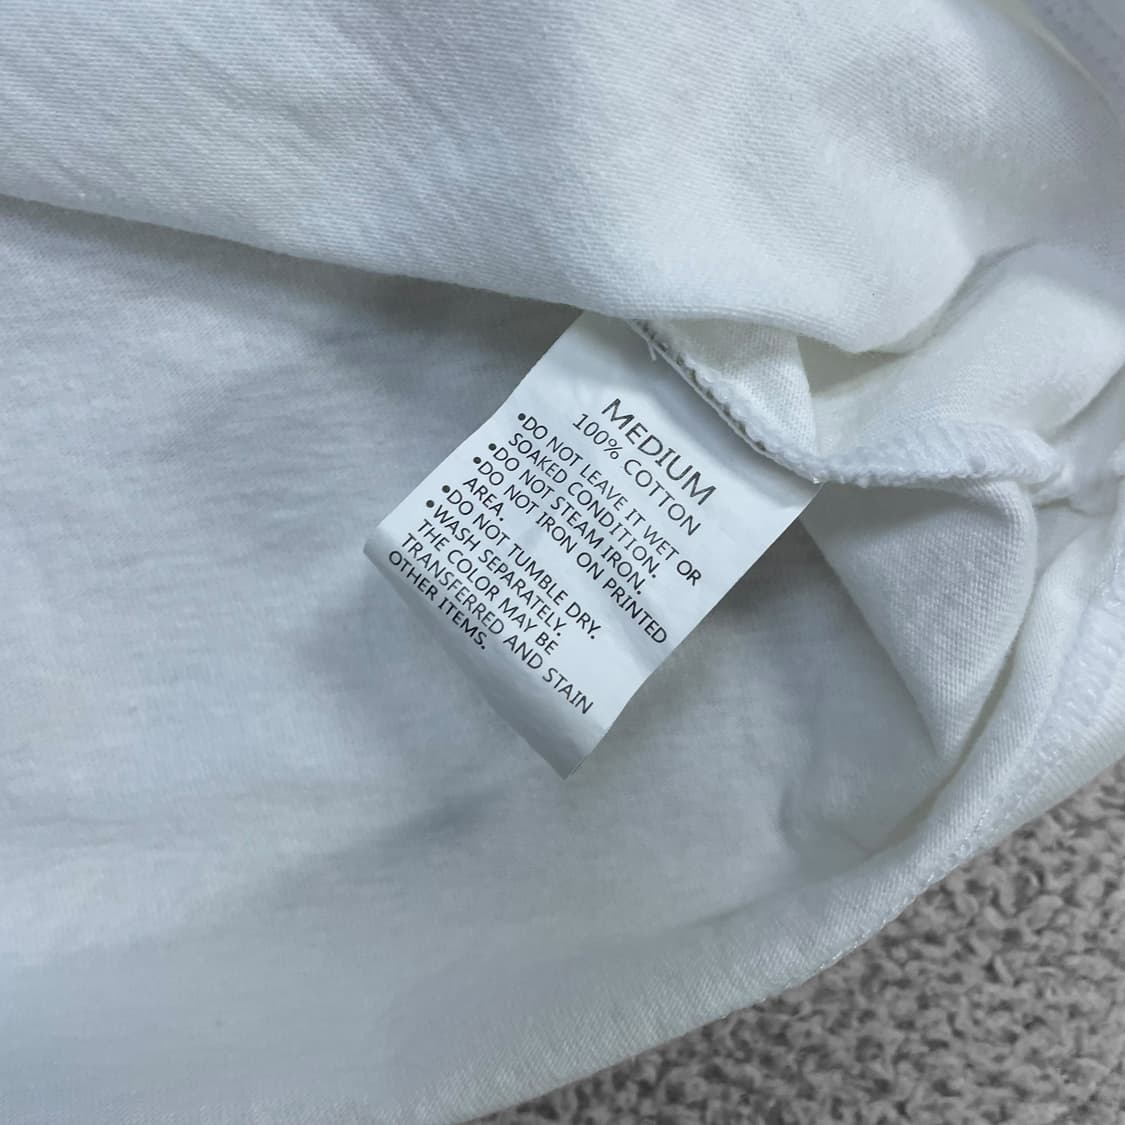 MEDIUM
100% COTTON
•DO NOT LEAVE IT WET OR
SOAKED CONDITION.
•DO NOT STEAM IRON.
•DO NOT IRON ON PRINTED
AREA.
•DO NOT TUMBLE DRY.
•WASH SEPARATELY.
THE COLOR MAY BE
TRANSFERRED AND STAIN
OTHER ITEMS.